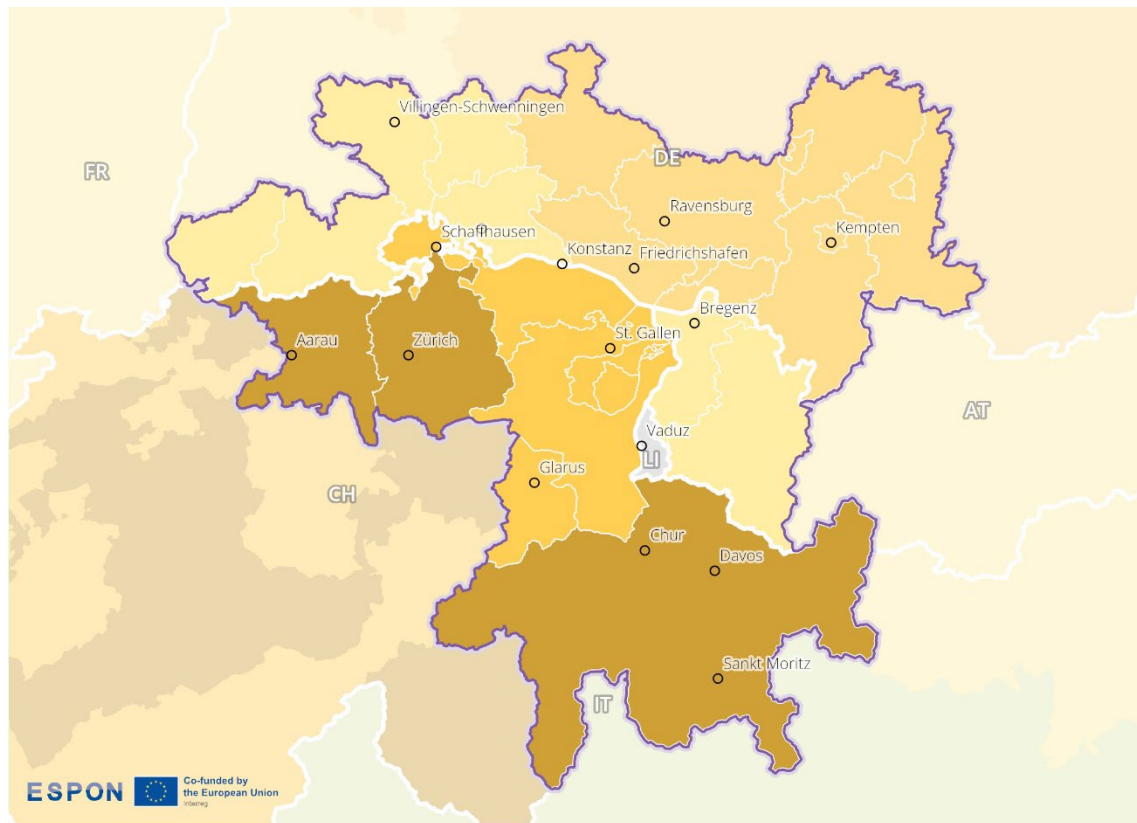 Villingen-Schwenningen
FR
DE
Ravensburg
Schaffhausen
Kempten
Konstanz
Friedrichshafen
Bregenz
St. Gallen
Aarau
Zürich
AT
Vaduz
LI
Glarus
CH
Chur
Davos
Sankt Moritz
IT
ESPON
Co-funded by
the European Union
Interreg